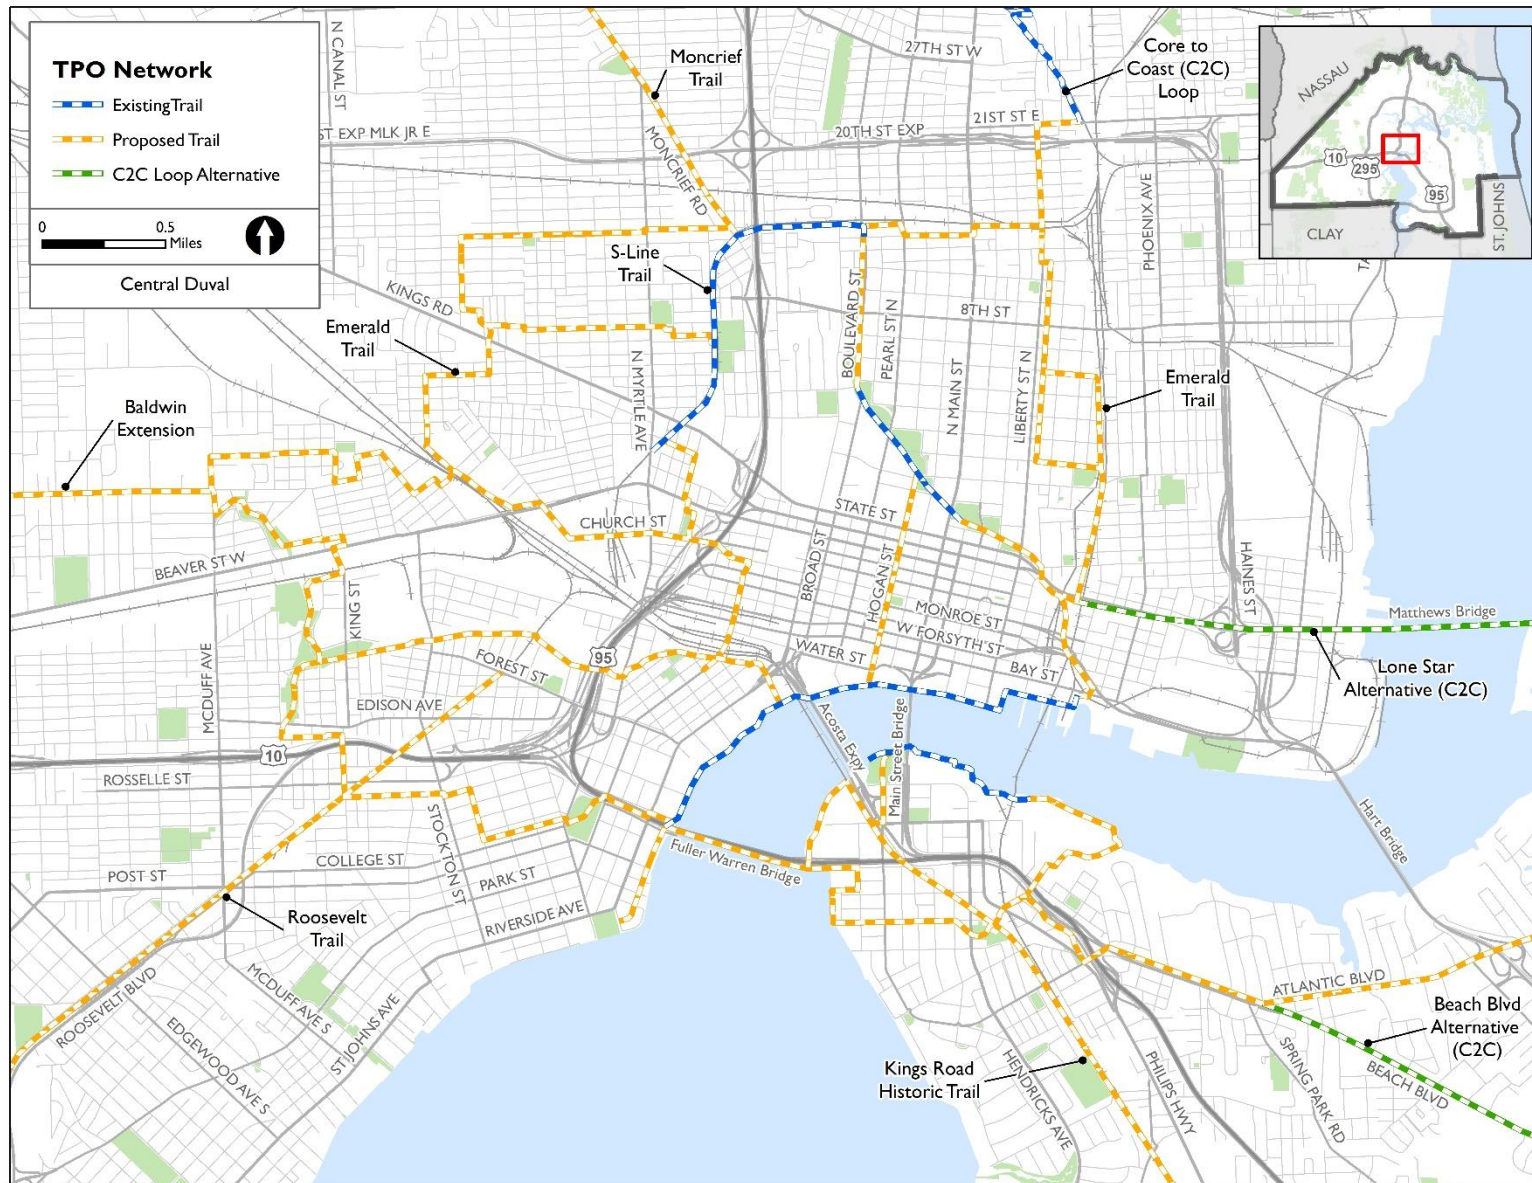 TPO Network
Existing Trail
Proposed Trail
C2C Loop Alternative
0 0.5
Miles
Central Duval
N CANAL ST
Moncrief
Trail
27TH ST W
Core to
Coast (C2C)
Loop
NASSAU
10
295
95
CLAY
ST. JOHNS
ST EXP MLK JR E
20TH ST EXP
21ST ST E
MONCRIEF RD
PHOENIX AVE
S-Line
Trail
KINGS RD
BOULEVARD ST
PEARL ST N
8TH ST
Emerald
Trail
N MYRTLE AVE
N MAIN ST
LIBERTY ST N
Emerald
Trail
Baldwin
Extension
STATE ST
CHURCH ST
BEAVER ST W
BROAD ST
HOGAN ST
HAINES ST
KING ST
MONROE ST
W FORSYTH ST
Matthews Bridge
95
WATER ST
BAY ST
Lone Star
Alternative (C2C)
FOREST ST
MCDUFF AVE
EDISON AVE
10
Acosta Expy
Main Street Bridge
ROSSELLE ST
STOCKTON ST
Hart Bridge
COLLEGE ST
POST ST
PARK ST
Fuller Warren Bridge
RIVERSIDE AVE
Roosevelt
Trail
MCDUFF AVE S
ROOSEVELT BLVD
ATLANTIC BLVD
EDGEWOOD AVE S
ST JOHNS AVE
Beach Blvd
Alternative
(C2C)
Kings Road
Historic Trail
HENDRICKS AVE
PHILIPS HWY
SPRING PARK RD
BEACH BLVD